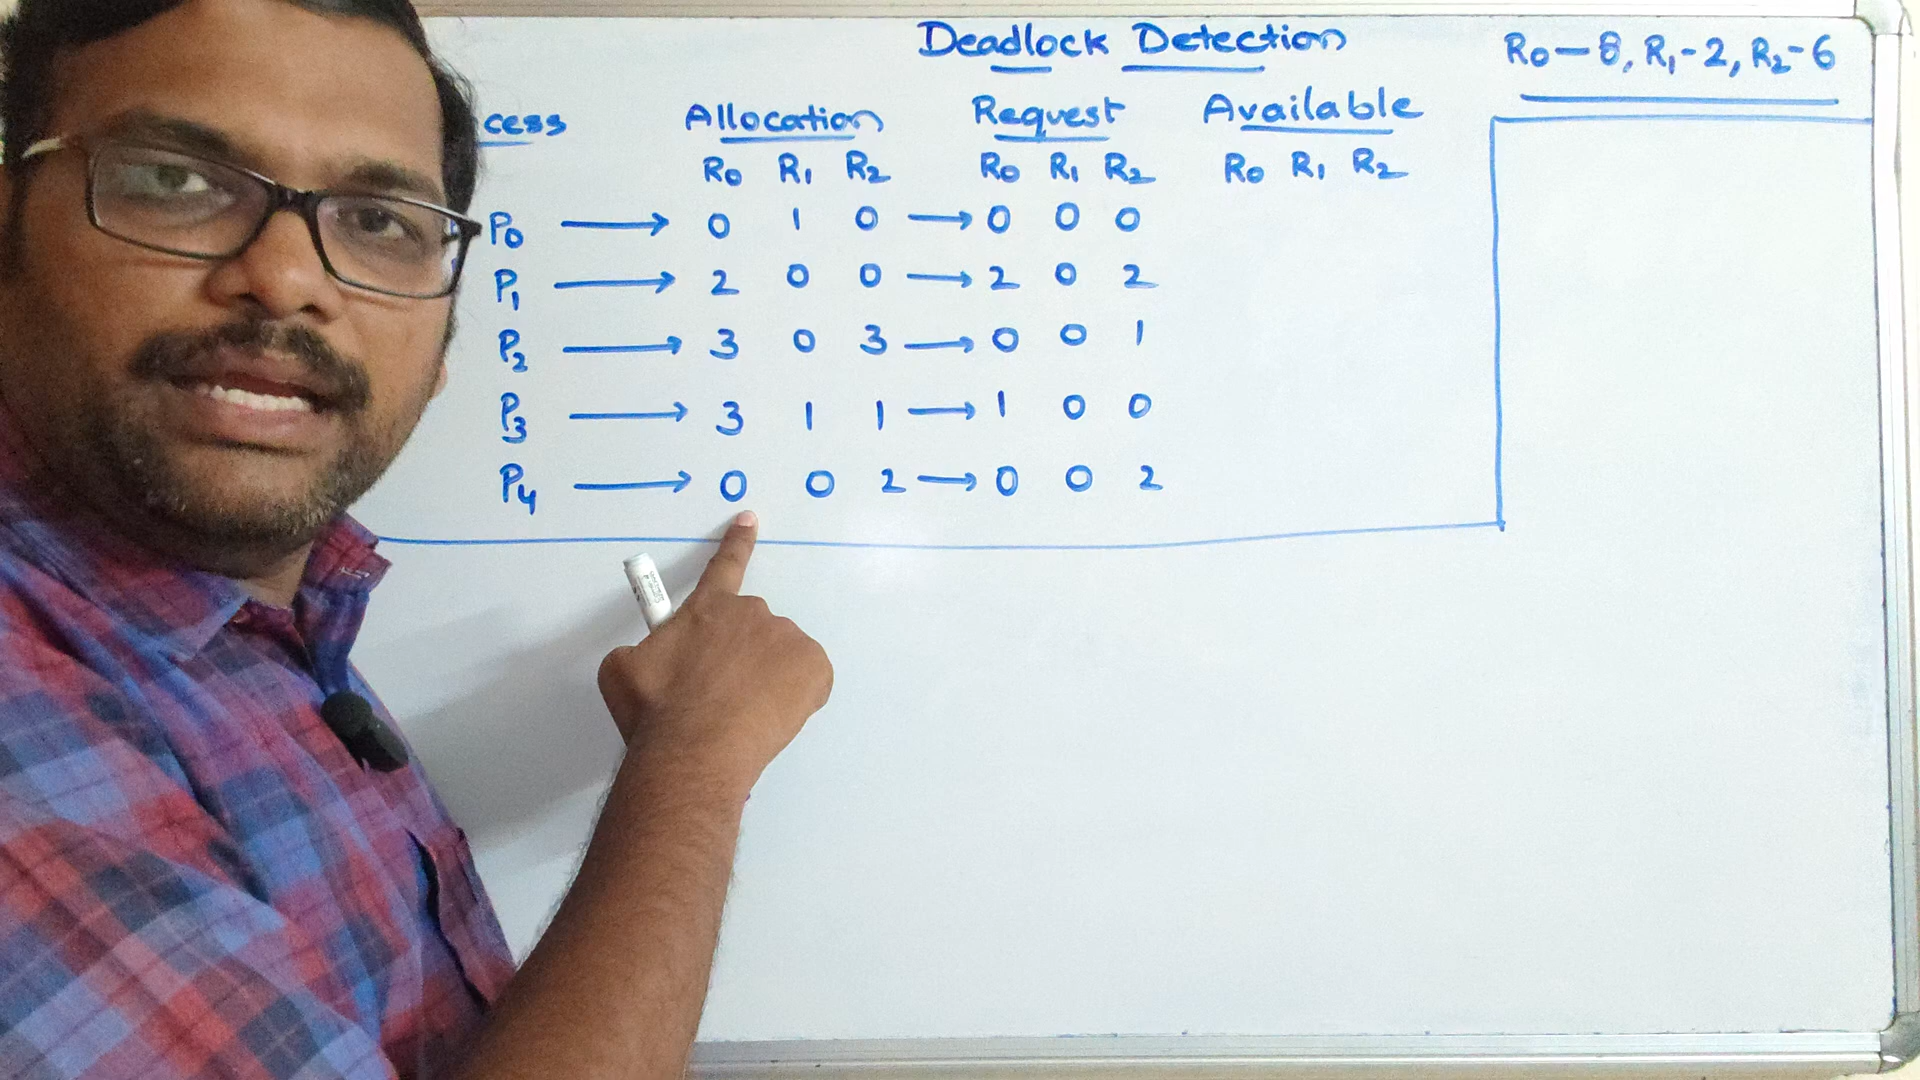 Deadlock Detection
R0 - 8, R1 - 2, R2 - 6
cess Allocation Request Available
R0 R1 R2 R0 R1 R2 R0 R1 R2
P0 → 0 1 0 → 0 0 0
P1 → 2 0 0 → 2 0 2
P2 → 3 0 3 → 0 0 1
P3 → 3 1 1 → 1 0 0
P4 → 0 0 2 → 0 0 2